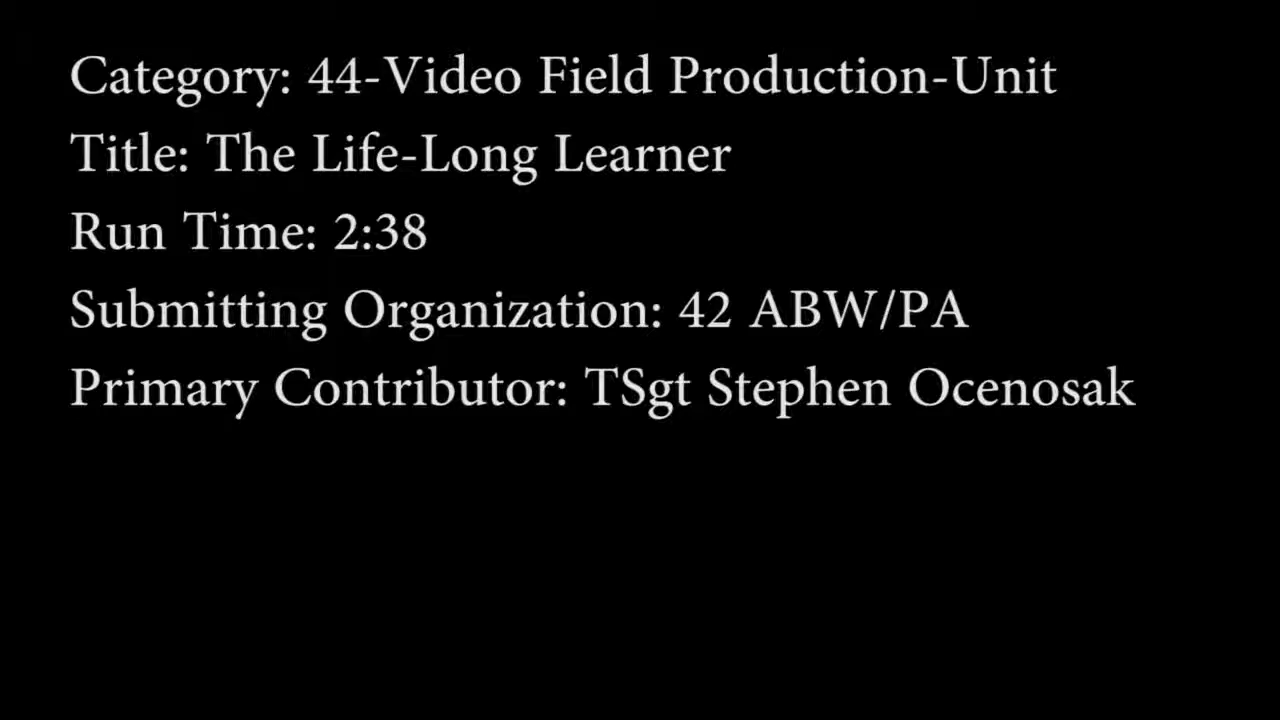 Category: 44-Video Field Production-Unit
Title: The Life-Long Learner
Run Time: 2:38
Submitting Organization: 42 ABW/PA
Primary Contributor: TSgt Stephen Ocenosak